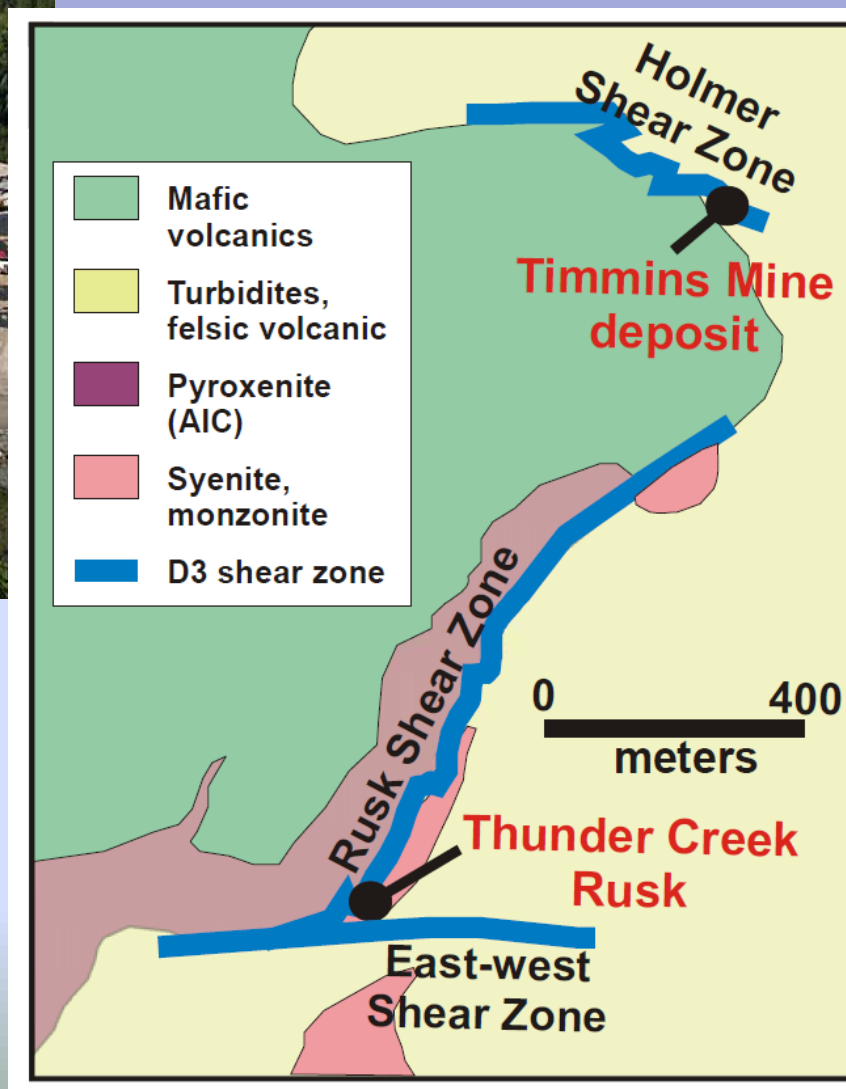 Holmer
Shear Zone
Mafic
volcanics
Turbidites,
felsic volcanic
Pyroxenite
(AIC)
Syenite,
monzonite
D3 shear zone
Timmins Mine
deposit
Rusk Shear Zone
0 400
meters
Thunder Creek
Rusk
East-west
Shear Zone